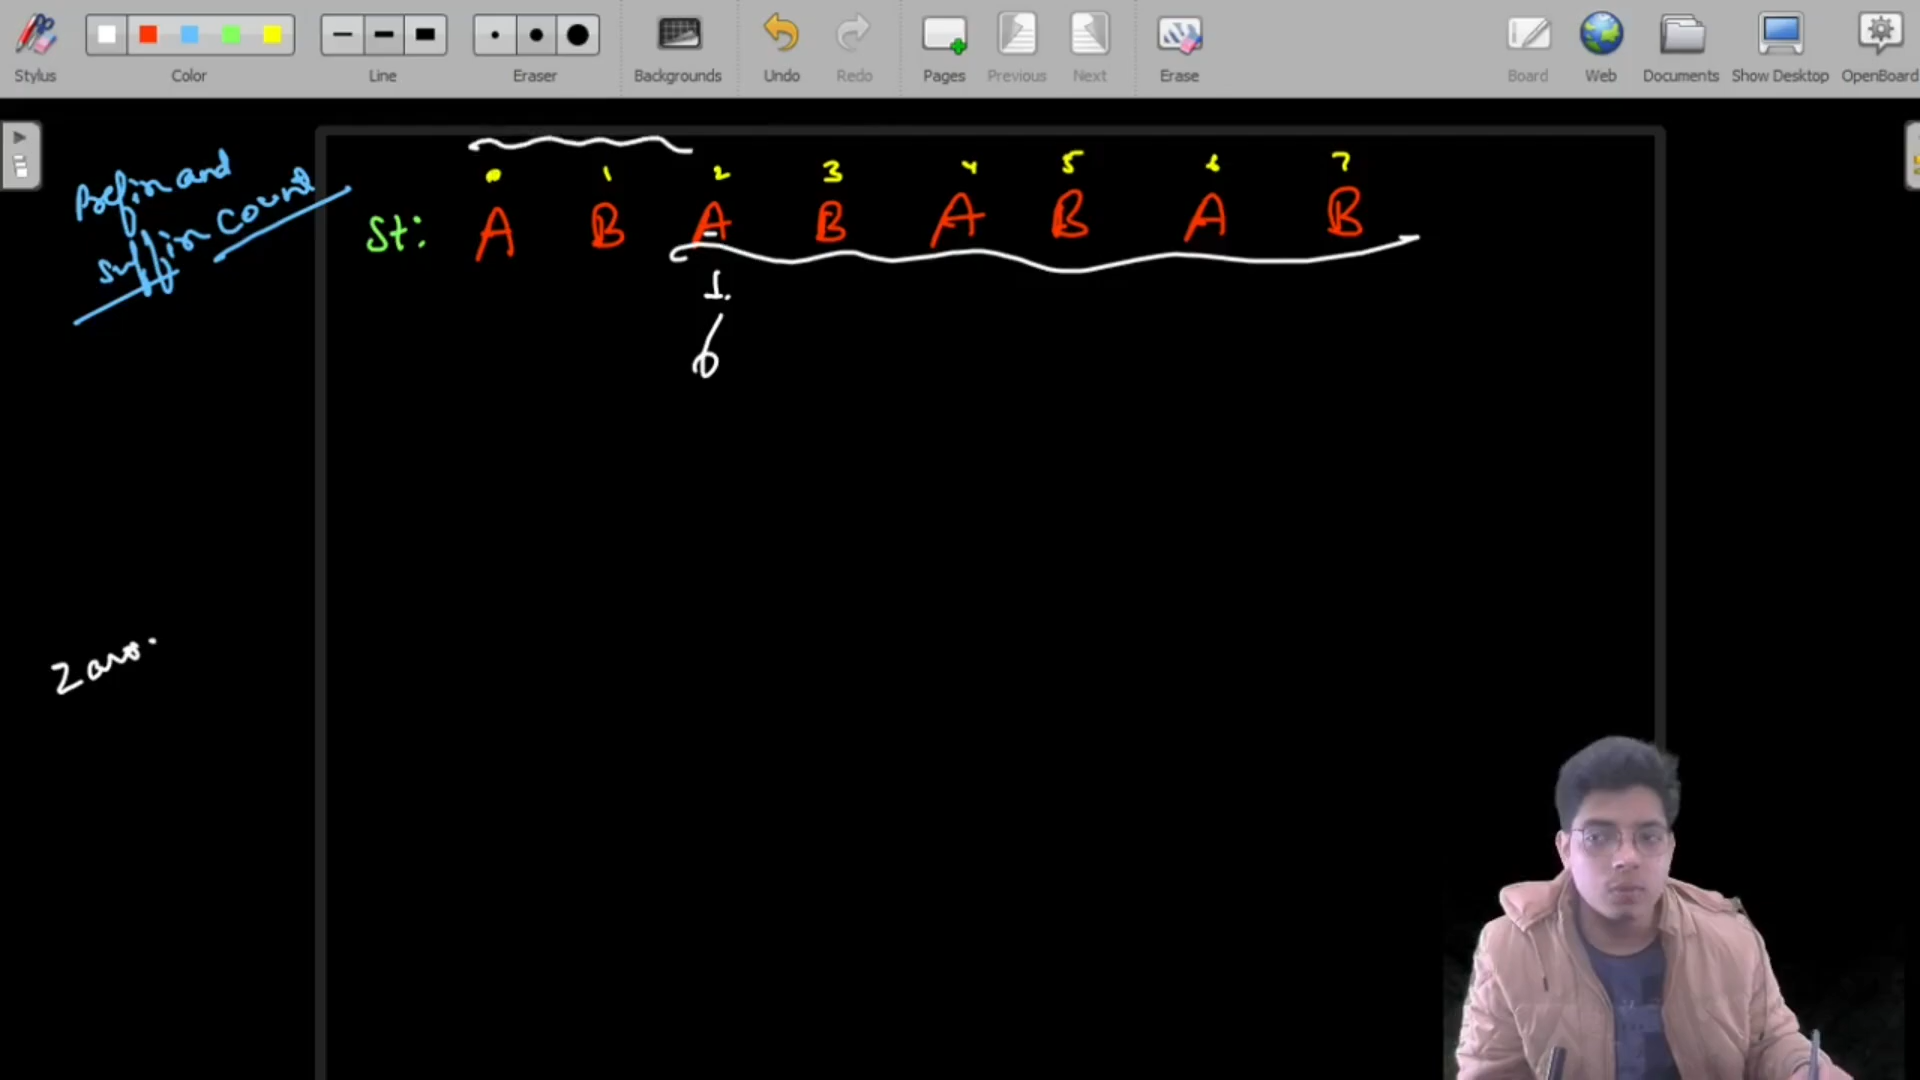 Stylus Color Line Eraser Backgrounds Undo Redo Pages Previous Next Erase Board Web Documents Show Desktop OpenBoard
Prefix and
suffix count
0 1 2 3 4 5 6 7
St: A B A B A B A B
1.
6
Z arr.